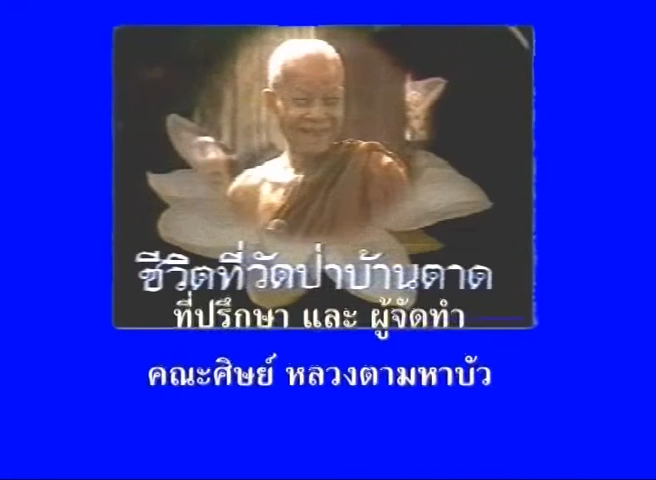 ชีวิตที่วัดป่าบ้านตาด
ที่ปรึกษา และ ผู้จัดทำ
คณะศิษย์ หลวงตามหาบัว